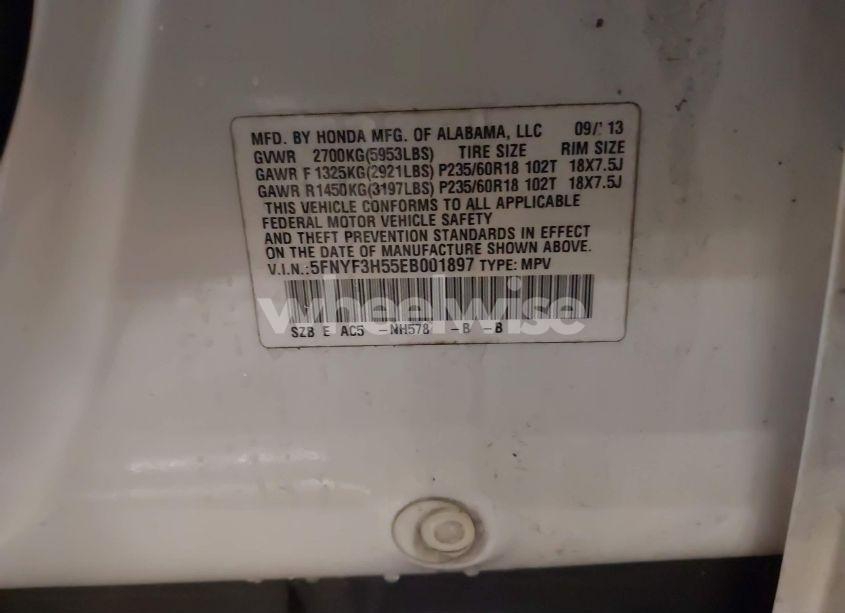 MFD. BY HONDA MFG. OF ALABAMA, LLC 09/13
GVWR 2700KG(5953LBS) TIRE SIZE RIM SIZE
GAWR F 1325KG(2921LBS) P235/60R18 102T 18X7.5J
GAWR R1450KG(3197LBS) P235/60R18 102T 18X7.5J
THIS VEHICLE CONFORMS TO ALL APPLICABLE
FEDERAL MOTOR VEHICLE SAFETY
AND THEFT PREVENTION STANDARDS IN EFFECT
ON THE DATE OF MANUFACTURE SHOWN ABOVE.
V.I.N.:5FNYF3H55EB001897 TYPE: MPV
wheelwise
SZB E AC5 -NH578 -B -B